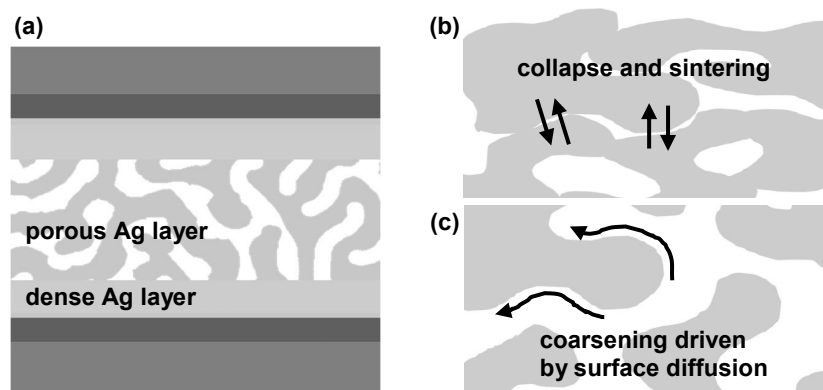 (a)
porous Ag layer
dense Ag layer
(b)
collapse and sintering
(c)
coarsening driven
by surface diffusion